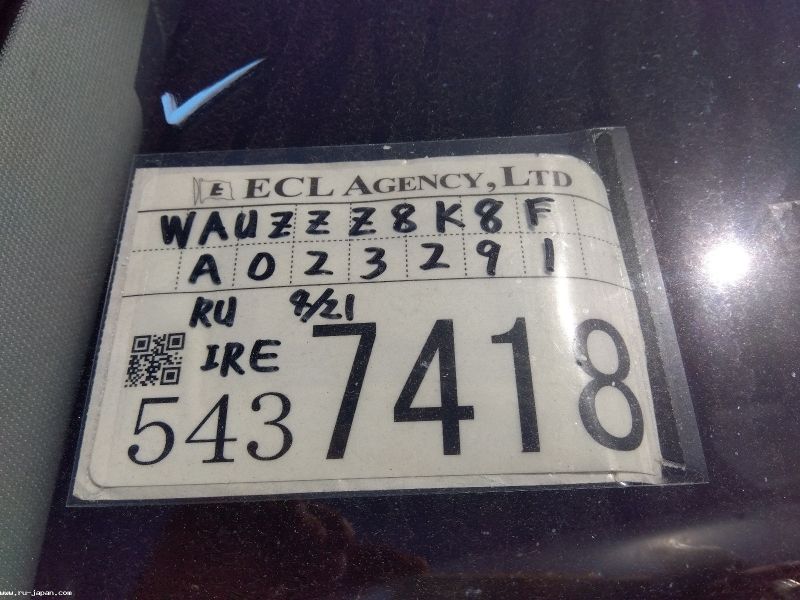 E ECL AGENCY, LTD
WAUZZZ8K8F
A023291
RU 8/21
IRE
543 7418
www.ru-japan.com